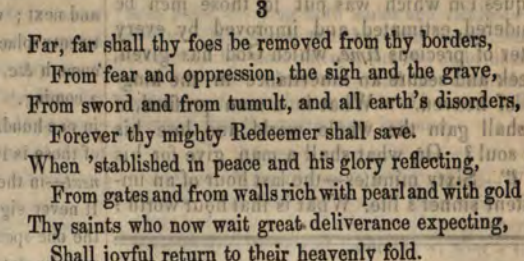 3
Far, far shall thy foes be removed from thy borders,
From fear and oppression, the sigh and the grave,
From sword and from tumult, and all earth's disorders,
Forever thy mighty Redeemer shall save.
When 'stablished in peace and his glory reflecting,
From gates and from walls rich with pearl and with gold
Thy saints who now wait great deliverance expecting,
Shall joyful return to their heavenly fold.